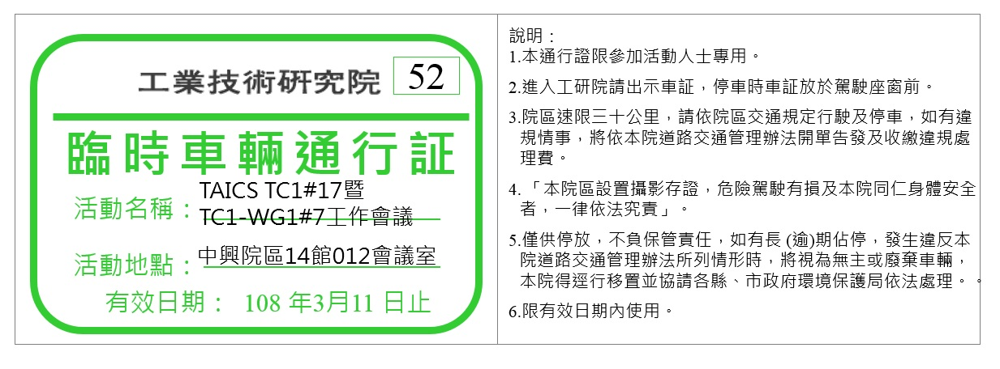 工業技術研究院 52
臨時車輛通行証
活動名稱：TAICS TC1#17暨
TC1-WG1#7工作會議
活動地點：中興院區14館012會議室
有效日期： 108 年3月11 日止
說明：
1.本通行證限參加活動人士專用。
2.進入工研院請出示車証，停車時車証放於駕駛座窗前。
3.院區速限三十公里，請依院區交通規定行駛及停車，如有違
規情事，將依本院道路交通管理辦法開單告發及收繳違規處
理費。
4. 「本院區設置攝影存證，危險駕駛有損及本院同仁身體安全
者，一律依法究責」。
5.僅供停放，不負保管責任，如有長 (逾)期佔停，發生違反本
院道路交通管理辦法所列情形時，將視為無主或廢棄車輛，
本院得逕行移置並協請各縣、市政府環境保護局依法處理。。
6.限有效日期內使用。